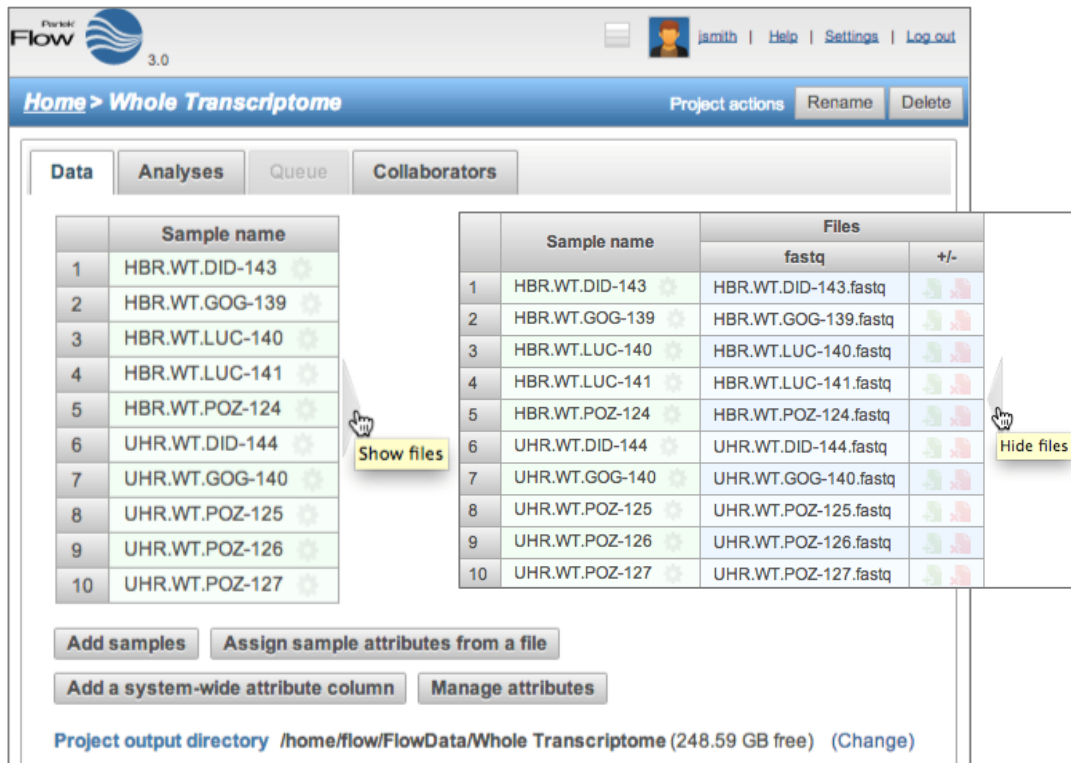 Partek
Flow
3.0
jsmith | Help | Settings | Log out
Home > Whole Transcriptome
Project actions Rename Delete
Data Analyses Queue Collaborators
Sample name
1 HBR.WT.DID-143
2 HBR.WT.GOG-139
3 HBR.WT.LUC-140
4 HBR.WT.LUC-141
5 HBR.WT.POZ-124
6 UHR.WT.DID-144
7 UHR.WT.GOG-140
8 UHR.WT.POZ-125
9 UHR.WT.POZ-126
10 UHR.WT.POZ-127
Show files
Sample name Files
fastq +/-
1 HBR.WT.DID-143 HBR.WT.DID-143.fastq
2 HBR.WT.GOG-139 HBR.WT.GOG-139.fastq
3 HBR.WT.LUC-140 HBR.WT.LUC-140.fastq
4 HBR.WT.LUC-141 HBR.WT.LUC-141.fastq
5 HBR.WT.POZ-124 HBR.WT.POZ-124.fastq
6 UHR.WT.DID-144 UHR.WT.DID-144.fastq
7 UHR.WT.GOG-140 UHR.WT.GOG-140.fastq
8 UHR.WT.POZ-125 UHR.WT.POZ-125.fastq
9 UHR.WT.POZ-126 UHR.WT.POZ-126.fastq
10 UHR.WT.POZ-127 UHR.WT.POZ-127.fastq
Hide files
Add samples Assign sample attributes from a file
Add a system-wide attribute column Manage attributes
Project output directory /home/flow/FlowData/Whole Transcriptome (248.59 GB free) (Change)